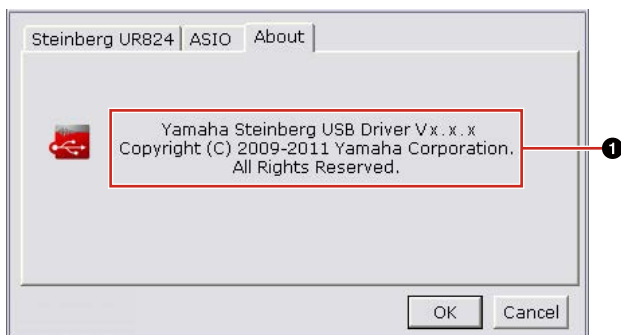 Steinberg UR824 ASIO About
Yamaha Steinberg USB Driver Vx.x.x
Copyright (C) 2009-2011 Yamaha Corporation.
All Rights Reserved.
1
OK Cancel